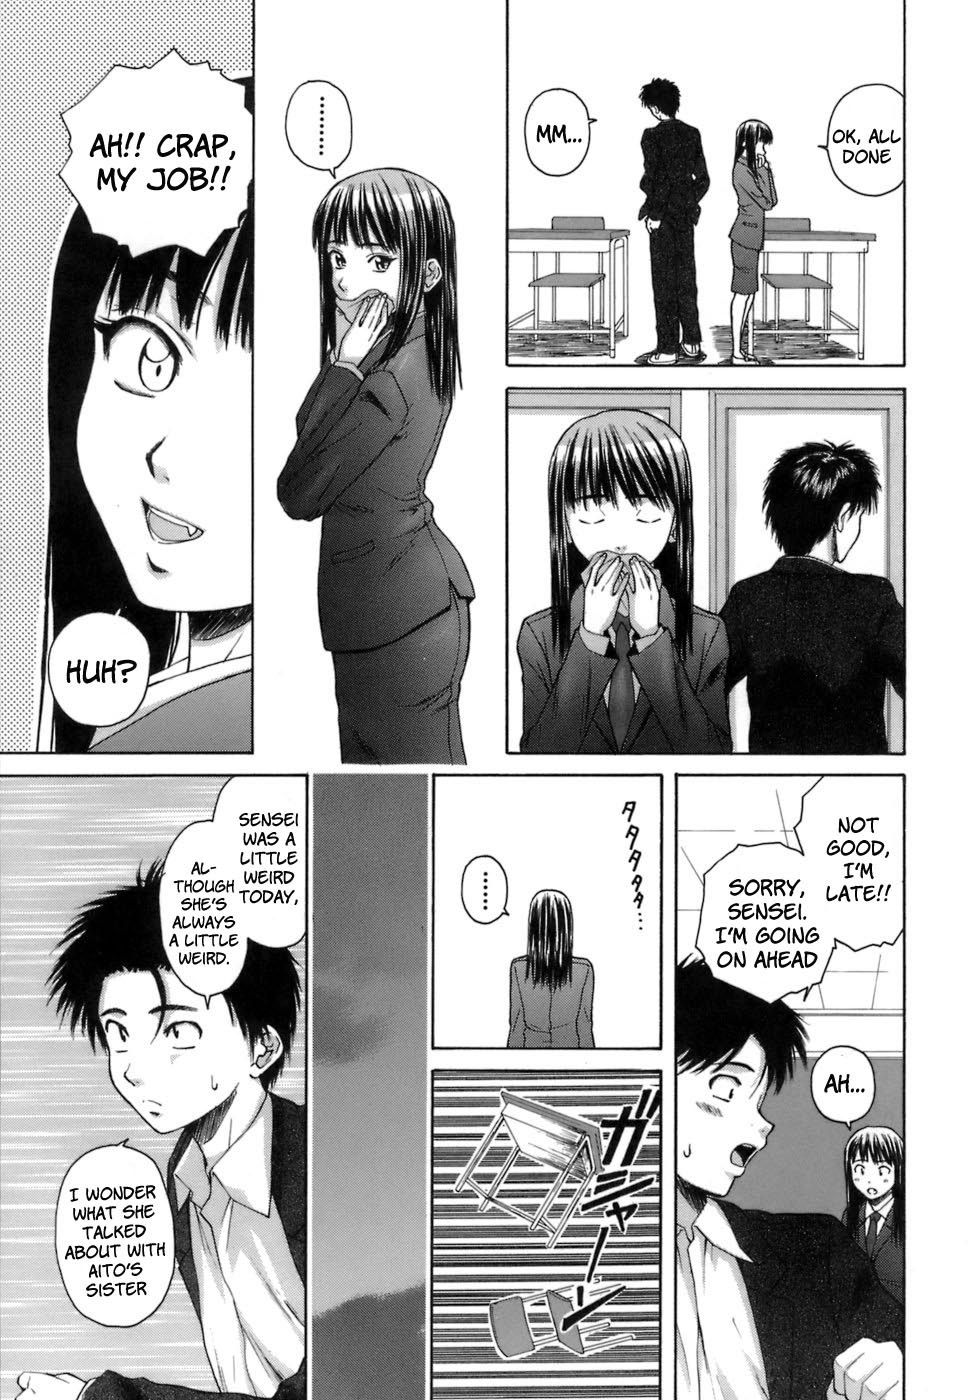 OK, ALL
DONE
MM...
AH!! CRAP,
MY JOB!!
HUH?
NOT
GOOD,
I'M
LATE!!
SORRY,
SENSEI.
I'M GOING
ON AHEAD
AH...
タタタタタ...
ガシャーン
SENSEI
WAS A
LITTLE
WEIRD
TODAY,
AL-
THOUGH
SHE'S
ALWAYS
A LITTLE
WEIRD.
I WONDER
WHAT SHE
TALKED
ABOUT WITH
AITO'S
SISTER